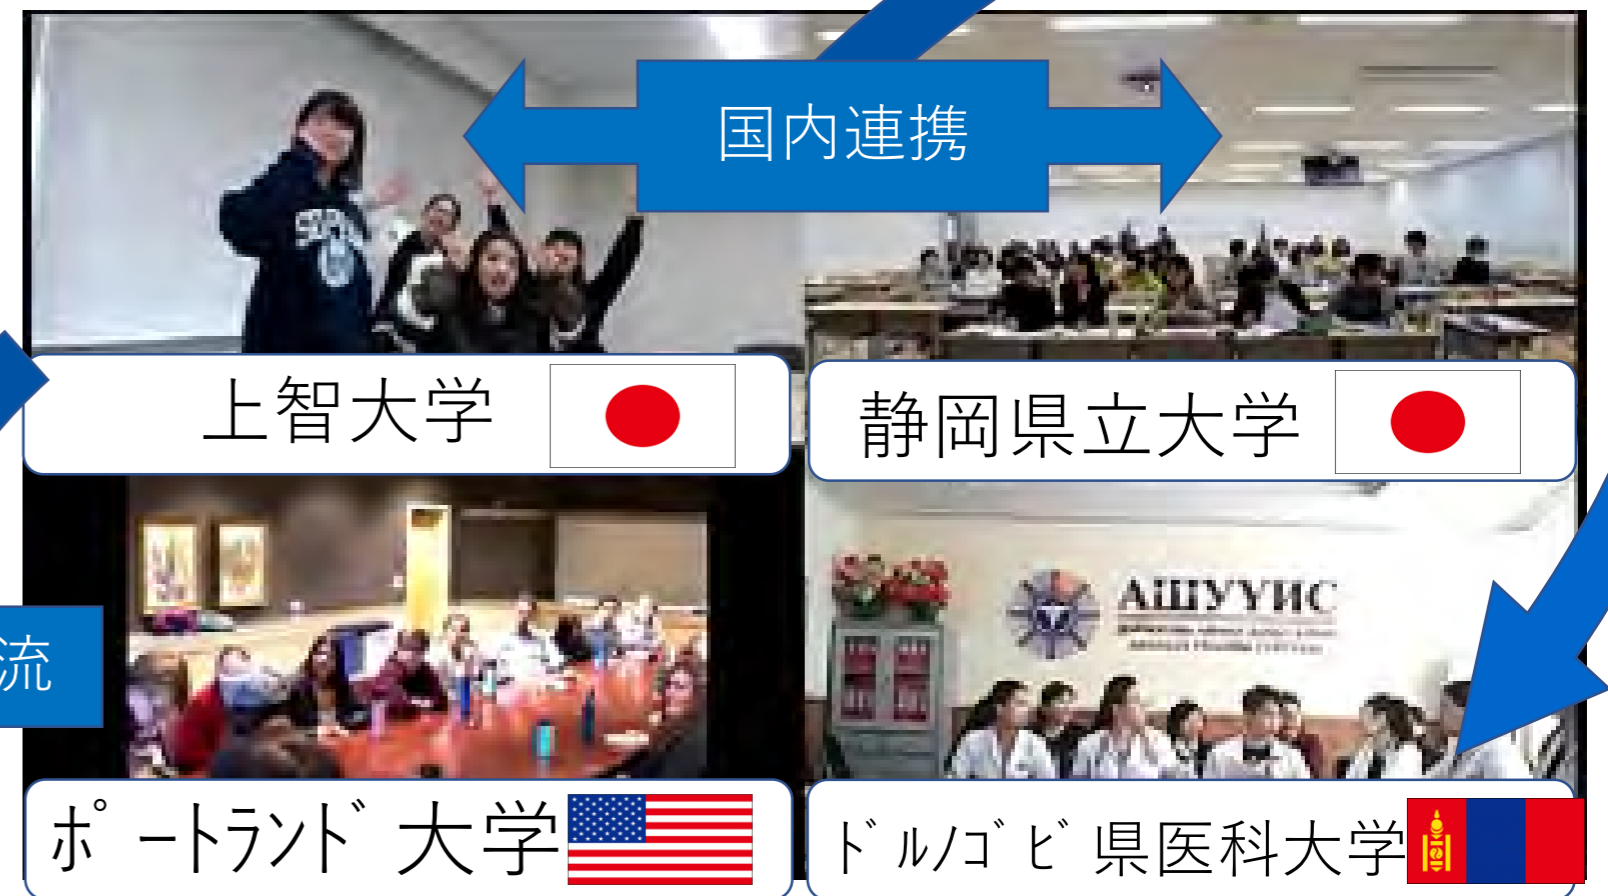 国内連携
上智大学
静岡県立大学
流
АШУҮИС
ポートランド大学
ドルノゴビ県医科大学